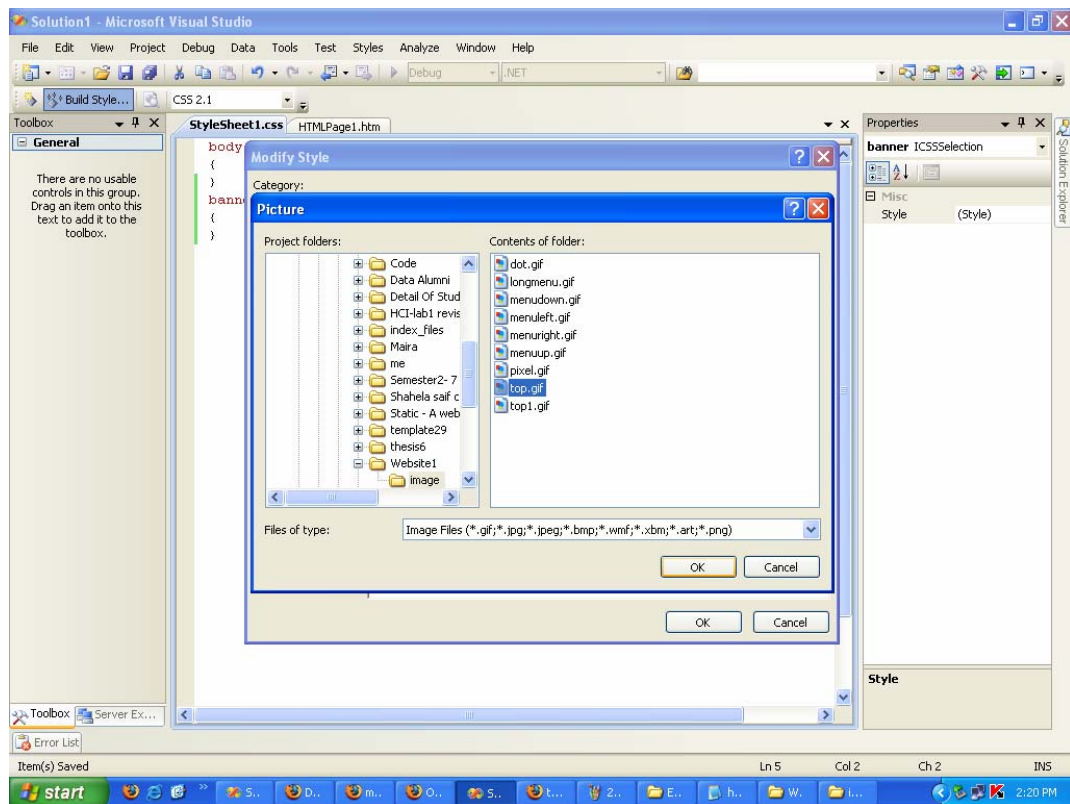 Solution1 - Microsoft Visual Studio
File Edit View Project Debug Data Tools Test Styles Analyze Window Help
Debug .NET
Build Style... CSS 2.1
Toolbox
General
There are no usable
controls in this group.
Drag an item onto this
text to add it to the
toolbox.
StyleSheet1.css HTMLPage1.htm
body
{
}
bann
{
}
Modify Style
Category:
Picture
Project folders:
Code
Data Alumni
Detail Of Stud
HCI-lab1 revis
index_files
Maira
me
Semester2- 7
Shahela saif c
Static - A web
template29
thesis6
Website1
image
Contents of folder:
dot.gif
longmenu.gif
menudown.gif
menuleft.gif
menuright.gif
menuup.gif
pixel.gif
top.gif
top1.gif
Files of type: Image Files (*.gif;*.jpg;*.jpeg;*.bmp;*.wmf;*.xbm;*.art;*.png)
OK Cancel
OK Cancel
Properties
banner ICSSSelection
Misc
Style (Style)
Style
Solution Explorer
Toolbox Server Ex...
Error List
Item(s) Saved Ln 5 Col 2 Ch 2 INS
start S.. D.. m.. O.. S.. t... 2.. E.. h.. W. i... 2:20 PM